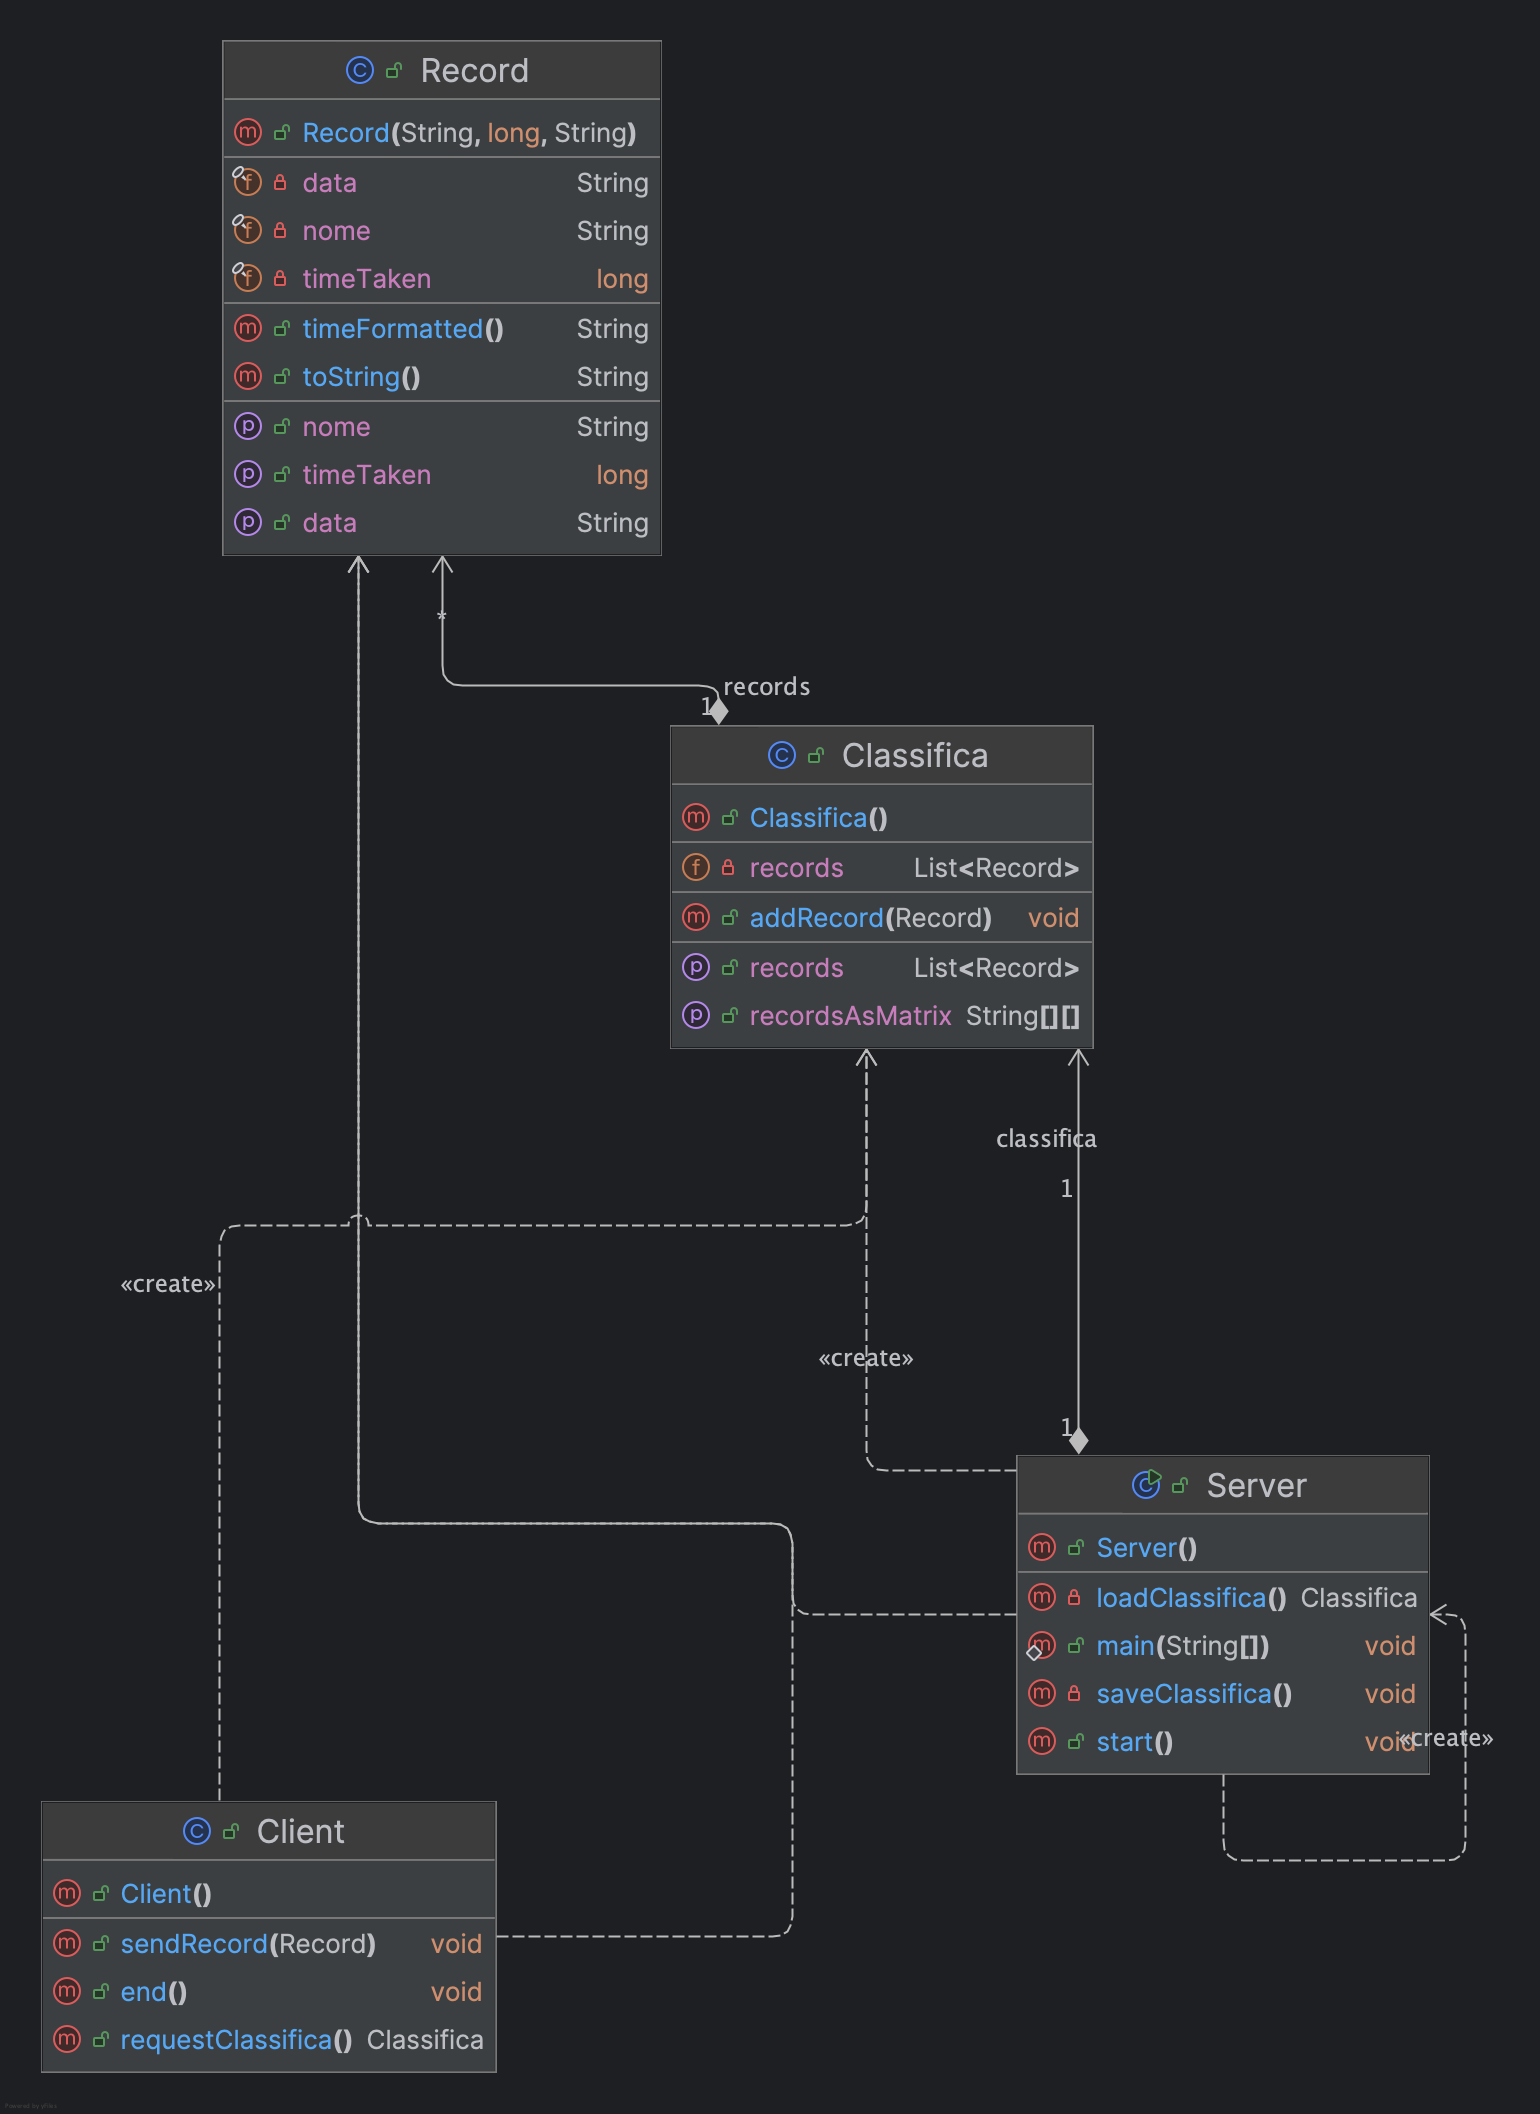 Record
Record(String, long, String)
data String
nome String
timeTaken long
timeFormatted() String
toString() String
nome String
timeTaken long
data String
*
records
1
Classifica
Classifica()
records List<Record>
addRecord(Record) void
records List<Record>
recordsAsMatrix String[][]
classifica
1
«create»
«create»
1
Server
Server()
loadClassifica() Classifica
main(String[]) void
saveClassifica() void
start() void
«create»
Client
Client()
sendRecord(Record) void
end() void
requestClassifica() Classifica
Powered by yFiles